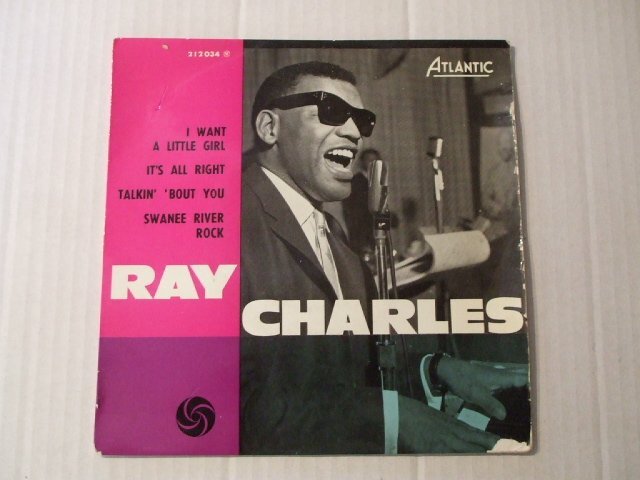 212034
ATLANTIC
I WANT
A LITTLE GIRL
IT'S ALL RIGHT
TALKIN' 'BOUT YOU
SWANEE RIVER
ROCK
RAY
CHARLES